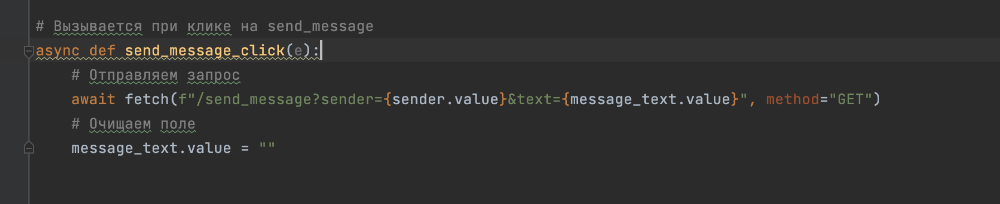 # Вызывается при клике на send_message
async def send_message_click(e):
    # Отправляем запрос
    await fetch(f"/send_message?sender={sender.value}&text={message_text.value}", method="GET")
    # Очищаем поле
    message_text.value = ""